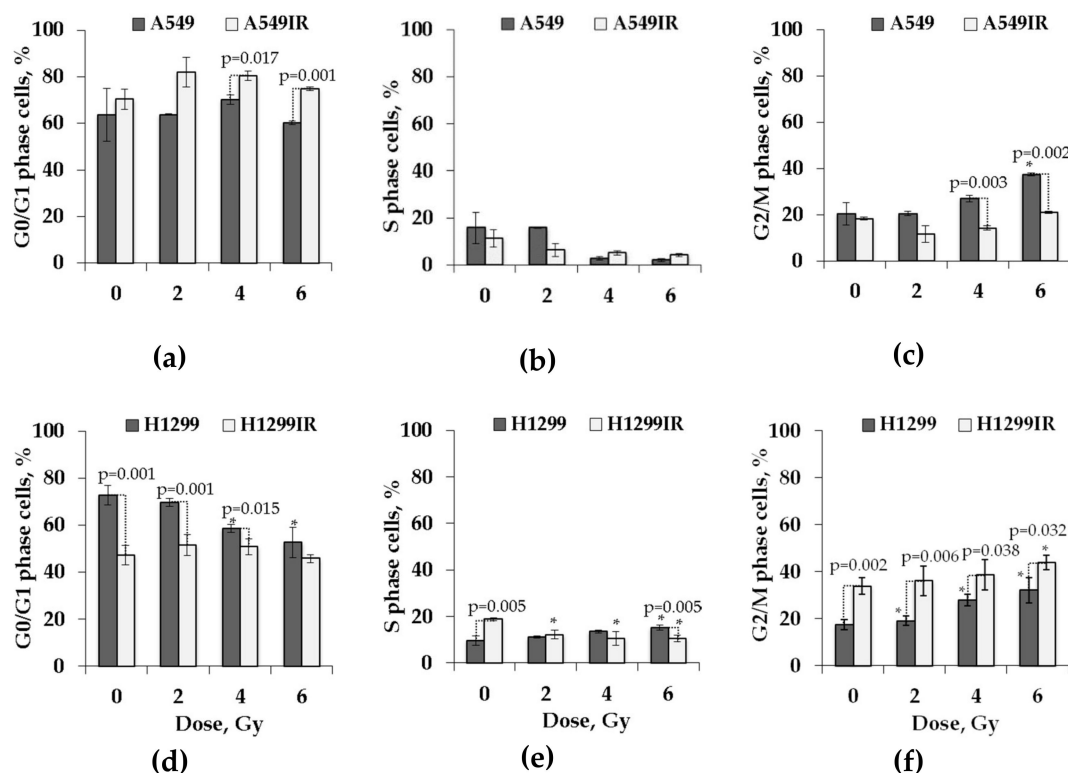 A549 A549IR
G0/G1 phase cells, %
100
80
60
40
20
0
p=0.017
p=0.001
0 2 4 6
(a)
A549 A549IR
S phase cells, %
100
80
60
40
20
0
0 2 4 6
(b)
A549 A549IR
G2/M phase cells, %
100
80
60
40
20
0
p=0.002
*
p=0.003
0 2 4 6
(c)
H1299 H1299IR
G0/G1 phase cells, %
100
80
60
40
20
0
p=0.001
p=0.001
p=0.015
* *
0 2 4 6
Dose, Gy
(d)
H1299 H1299IR
S phase cells, %
100
80
60
40
20
0
p=0.005 p=0.005
* * * *
0 2 4 6
(e)
H1299 H1299IR
G2/M phase cells, %
100
80
60
40
20
0
p=0.032
p=0.038
p=0.006
p=0.002
* * * *
0 2 4 6
Dose, Gy
(f)